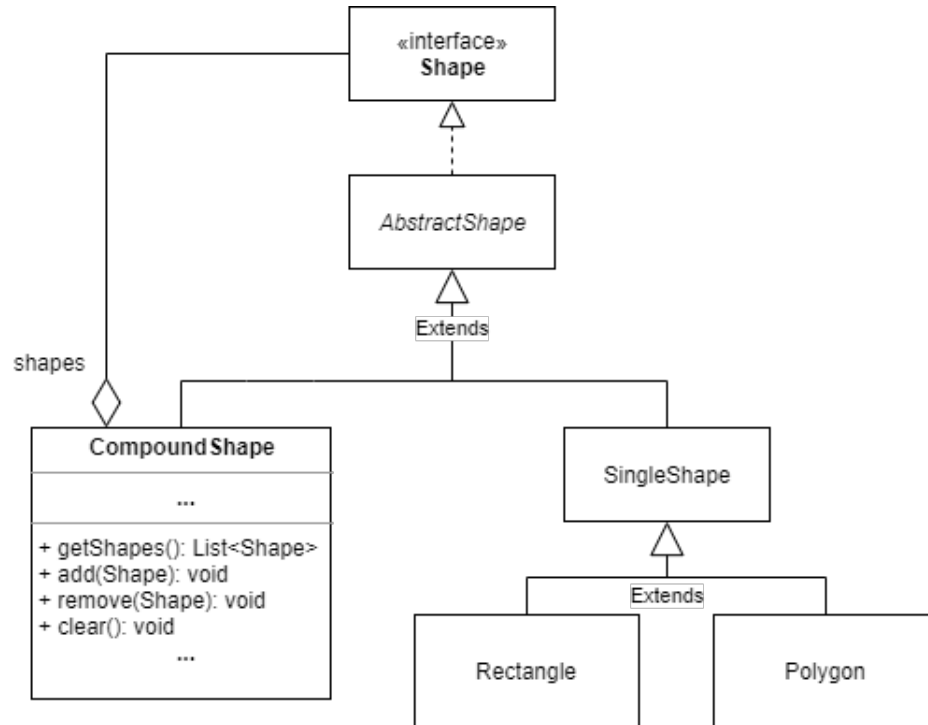 «interface»
Shape
AbstractShape
Extends
shapes
CompoundShape
...
+ getShapes(): List<Shape>
+ add(Shape): void
+ remove(Shape): void
+ clear(): void
...
SingleShape
Extends
Rectangle
Polygon